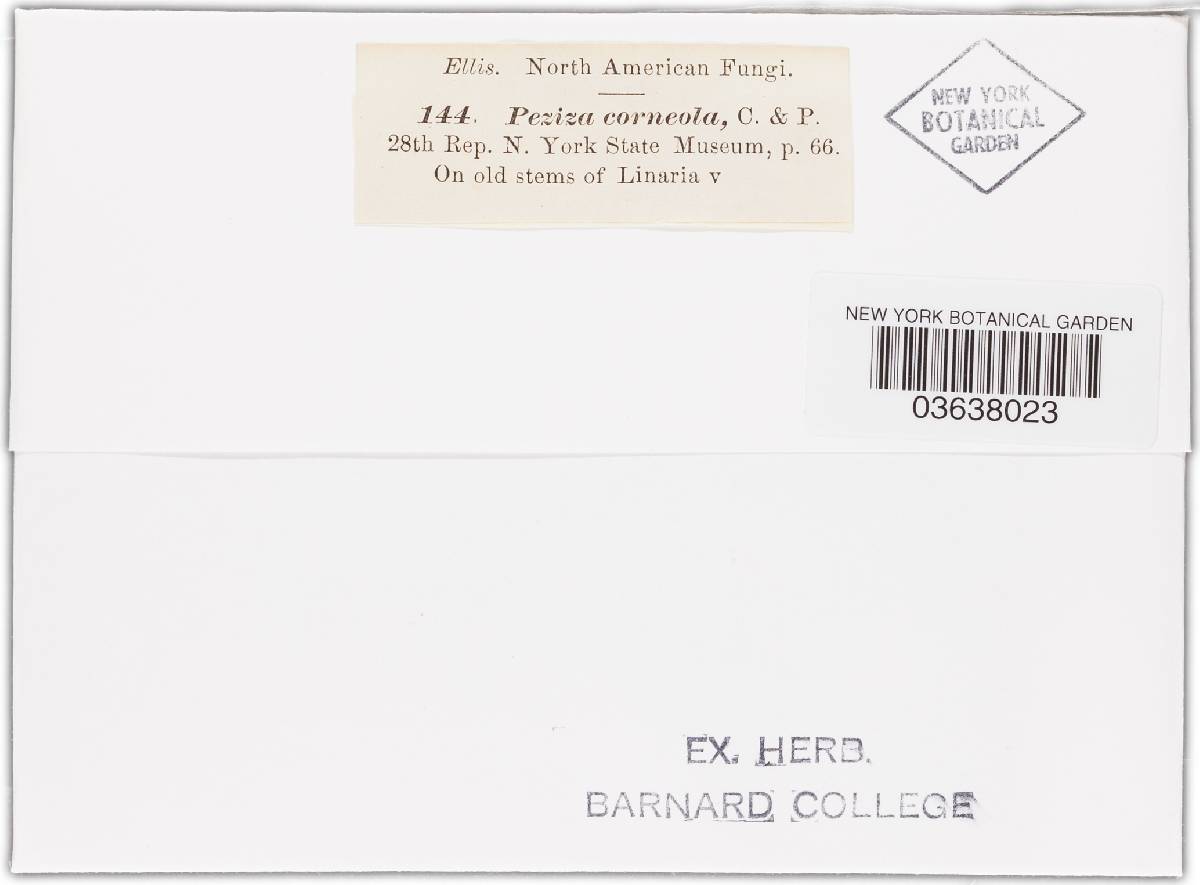 Ellis. North American Fungi.
144. Peziza corneola, C. & P.
28th Rep. N. York State Museum, p. 66.
On old stems of Linaria v
NEW YORK
BOTANICAL
GARDEN
NEW YORK BOTANICAL GARDEN
03638023
EX. HERB.
BARNARD COLLEGE